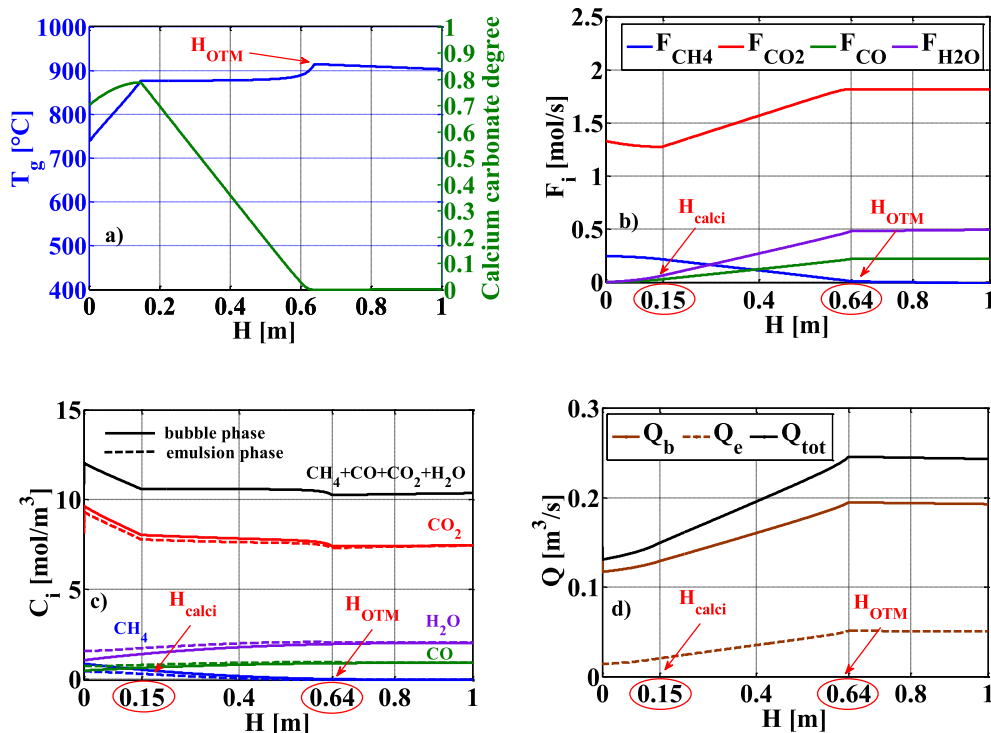 1000
900
800
700
600
500
400
T_g [°C]
H_OTM
a)
1
0.9
0.8
0.7
0.6
0.5
0.4
0.3
0.2
0.1
0
Calcium carbonate degree
0 0.2 0.4 0.6 0.8 1
H [m]
F_CH4 F_CO2 F_CO F_H2O
2.5
2
1.5
1
0.5
0
F_i [mol/s]
b)
H_calci
H_OTM
0 0.15 0.4 0.64 0.8 1
H [m]
15
10
5
0
C_i [mol/m^3]
bubble phase
emulsion phase
CH_4+CO+CO_2+H_2O
CO_2
c)
H_calci
H_OTM
CH_4
H_2O
CO
0 0.15 0.4 0.64 0.8 1
H [m]
0.3
0.2
0.1
0
Q [m^3/s]
Q_b Q_e Q_tot
d)
H_calci
H_OTM
0 0.15 0.4 0.64 0.8 1
H [m]